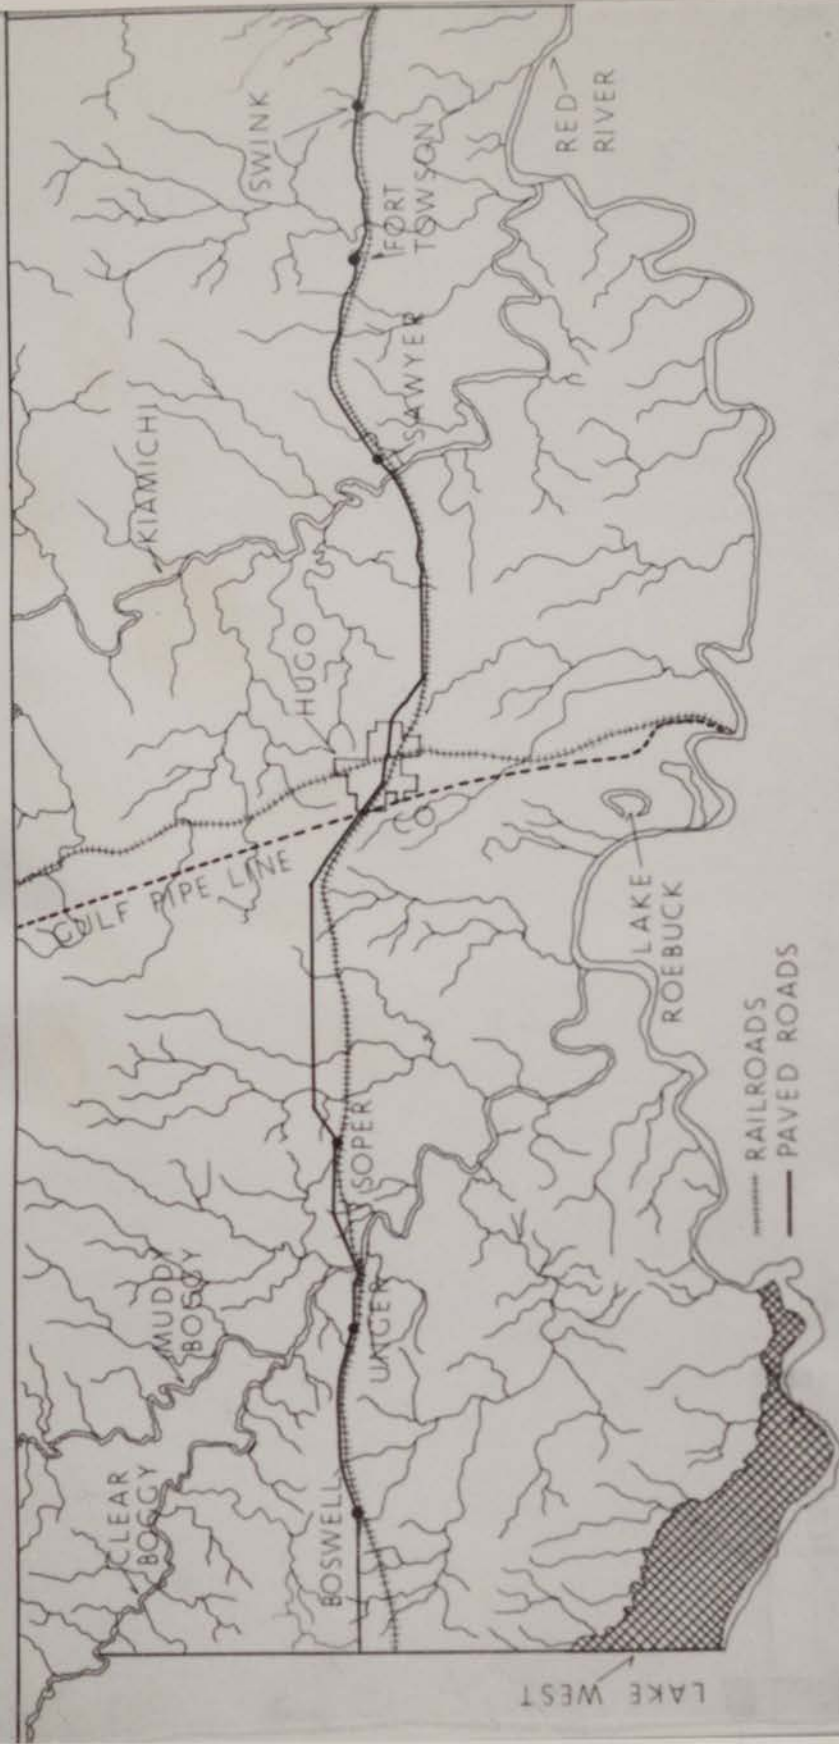 CLEAR
BOGGY
MUDDY
BOGGY
GULF PIPE LINE
CO
KIAMICHI
HUGO
SWINK
BOSWELL
UNGER
SOPER
SAWYER
FORT
TOWSON
RED
RIVER
LAKE
ROEBUCK
LAKE WEST
RAILROADS
PAVED ROADS